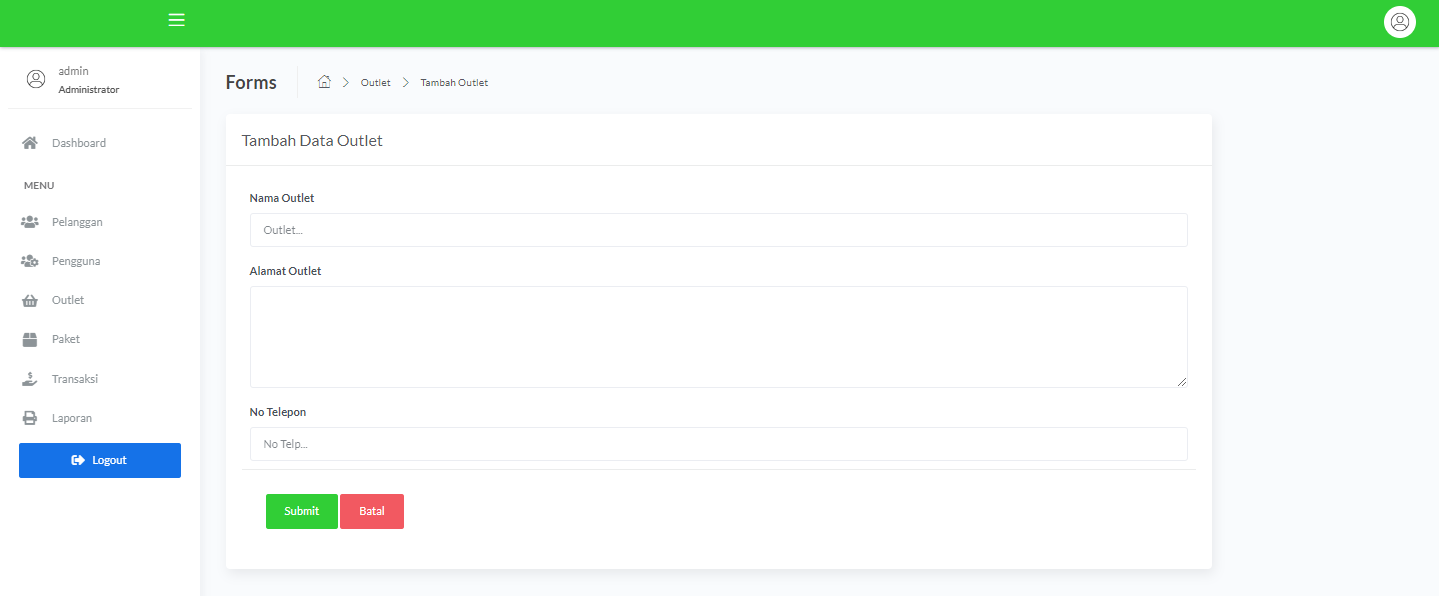 admin
Administrator
Dashboard
MENU
Pelanggan
Pengguna
Outlet
Paket
Transaksi
Laporan
Logout
Forms
Outlet
Tambah Outlet
Tambah Data Outlet
Nama Outlet
Outlet...
Alamat Outlet
No Telepon
No Telp...
Submit
Batal